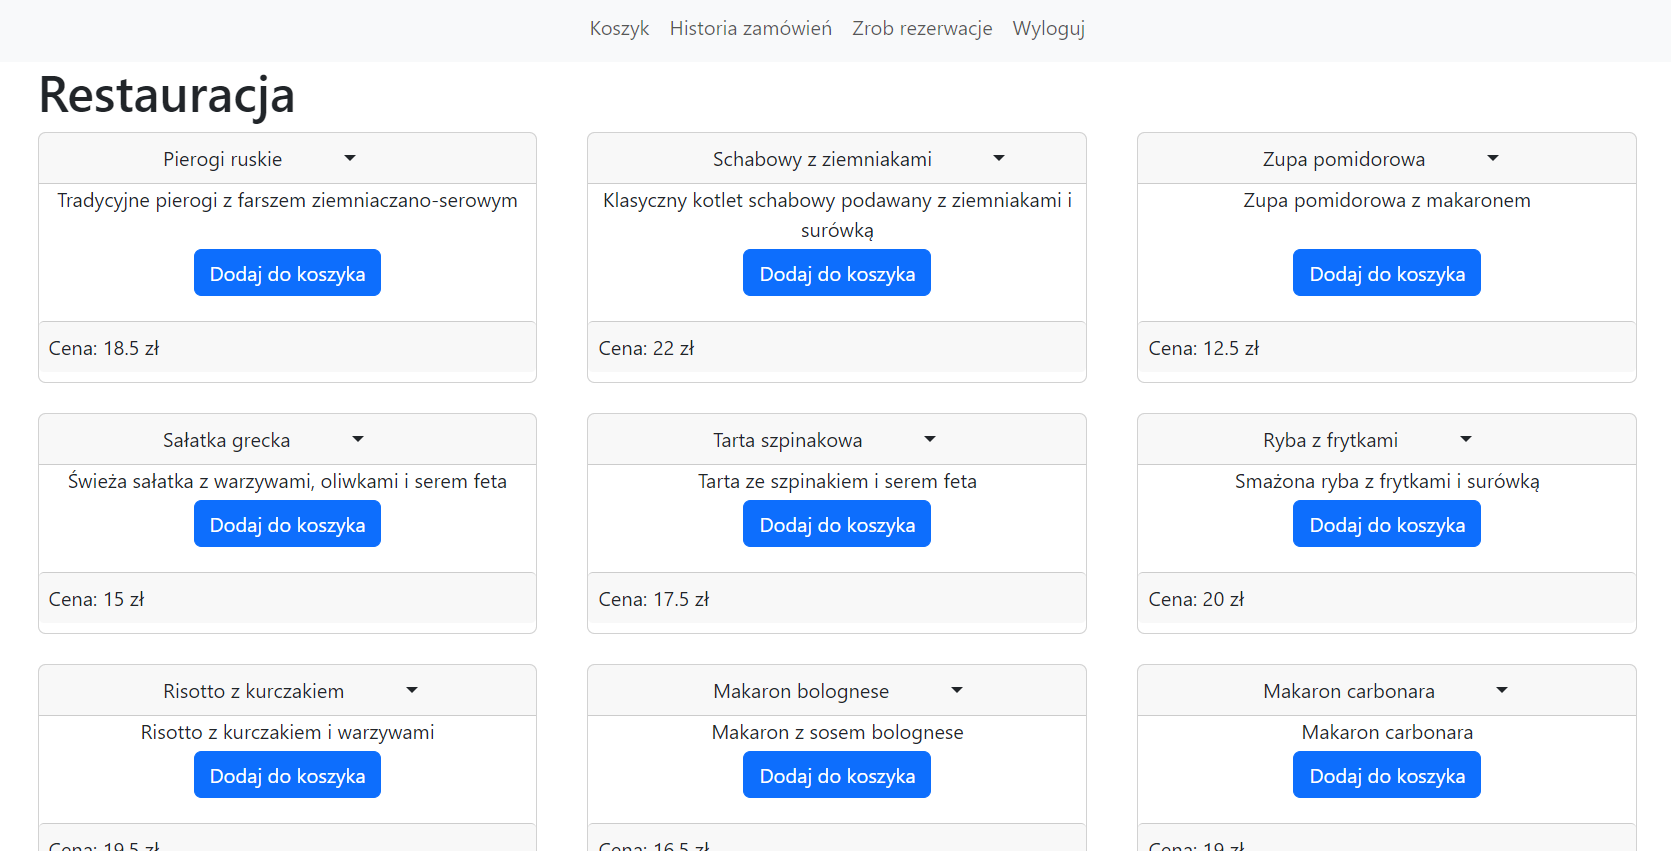 Koszyk Historia zamówień Zrob rezerwacje Wyloguj
Restauracja
Pierogi ruskie
Tradycyjne pierogi z farszem ziemniaczano-serowym
Dodaj do koszyka
Cena: 18.5 zł
Schabowy z ziemniakami
Klasyczny kotlet schabowy podawany z ziemniakami i
surówką
Dodaj do koszyka
Cena: 22 zł
Zupa pomidorowa
Zupa pomidorowa z makaronem
Dodaj do koszyka
Cena: 12.5 zł
Sałatka grecka
Świeża sałatka z warzywami, oliwkami i serem feta
Dodaj do koszyka
Cena: 15 zł
Tarta szpinakowa
Tarta ze szpinakiem i serem feta
Dodaj do koszyka
Cena: 17.5 zł
Ryba z frytkami
Smażona ryba z frytkami i surówką
Dodaj do koszyka
Cena: 20 zł
Risotto z kurczakiem
Risotto z kurczakiem i warzywami
Dodaj do koszyka
Cena: 19.5 zł
Makaron bolognese
Makaron z sosem bolognese
Dodaj do koszyka
Cena: 16.5 zł
Makaron carbonara
Makaron carbonara
Dodaj do koszyka
Cena: 19 zł